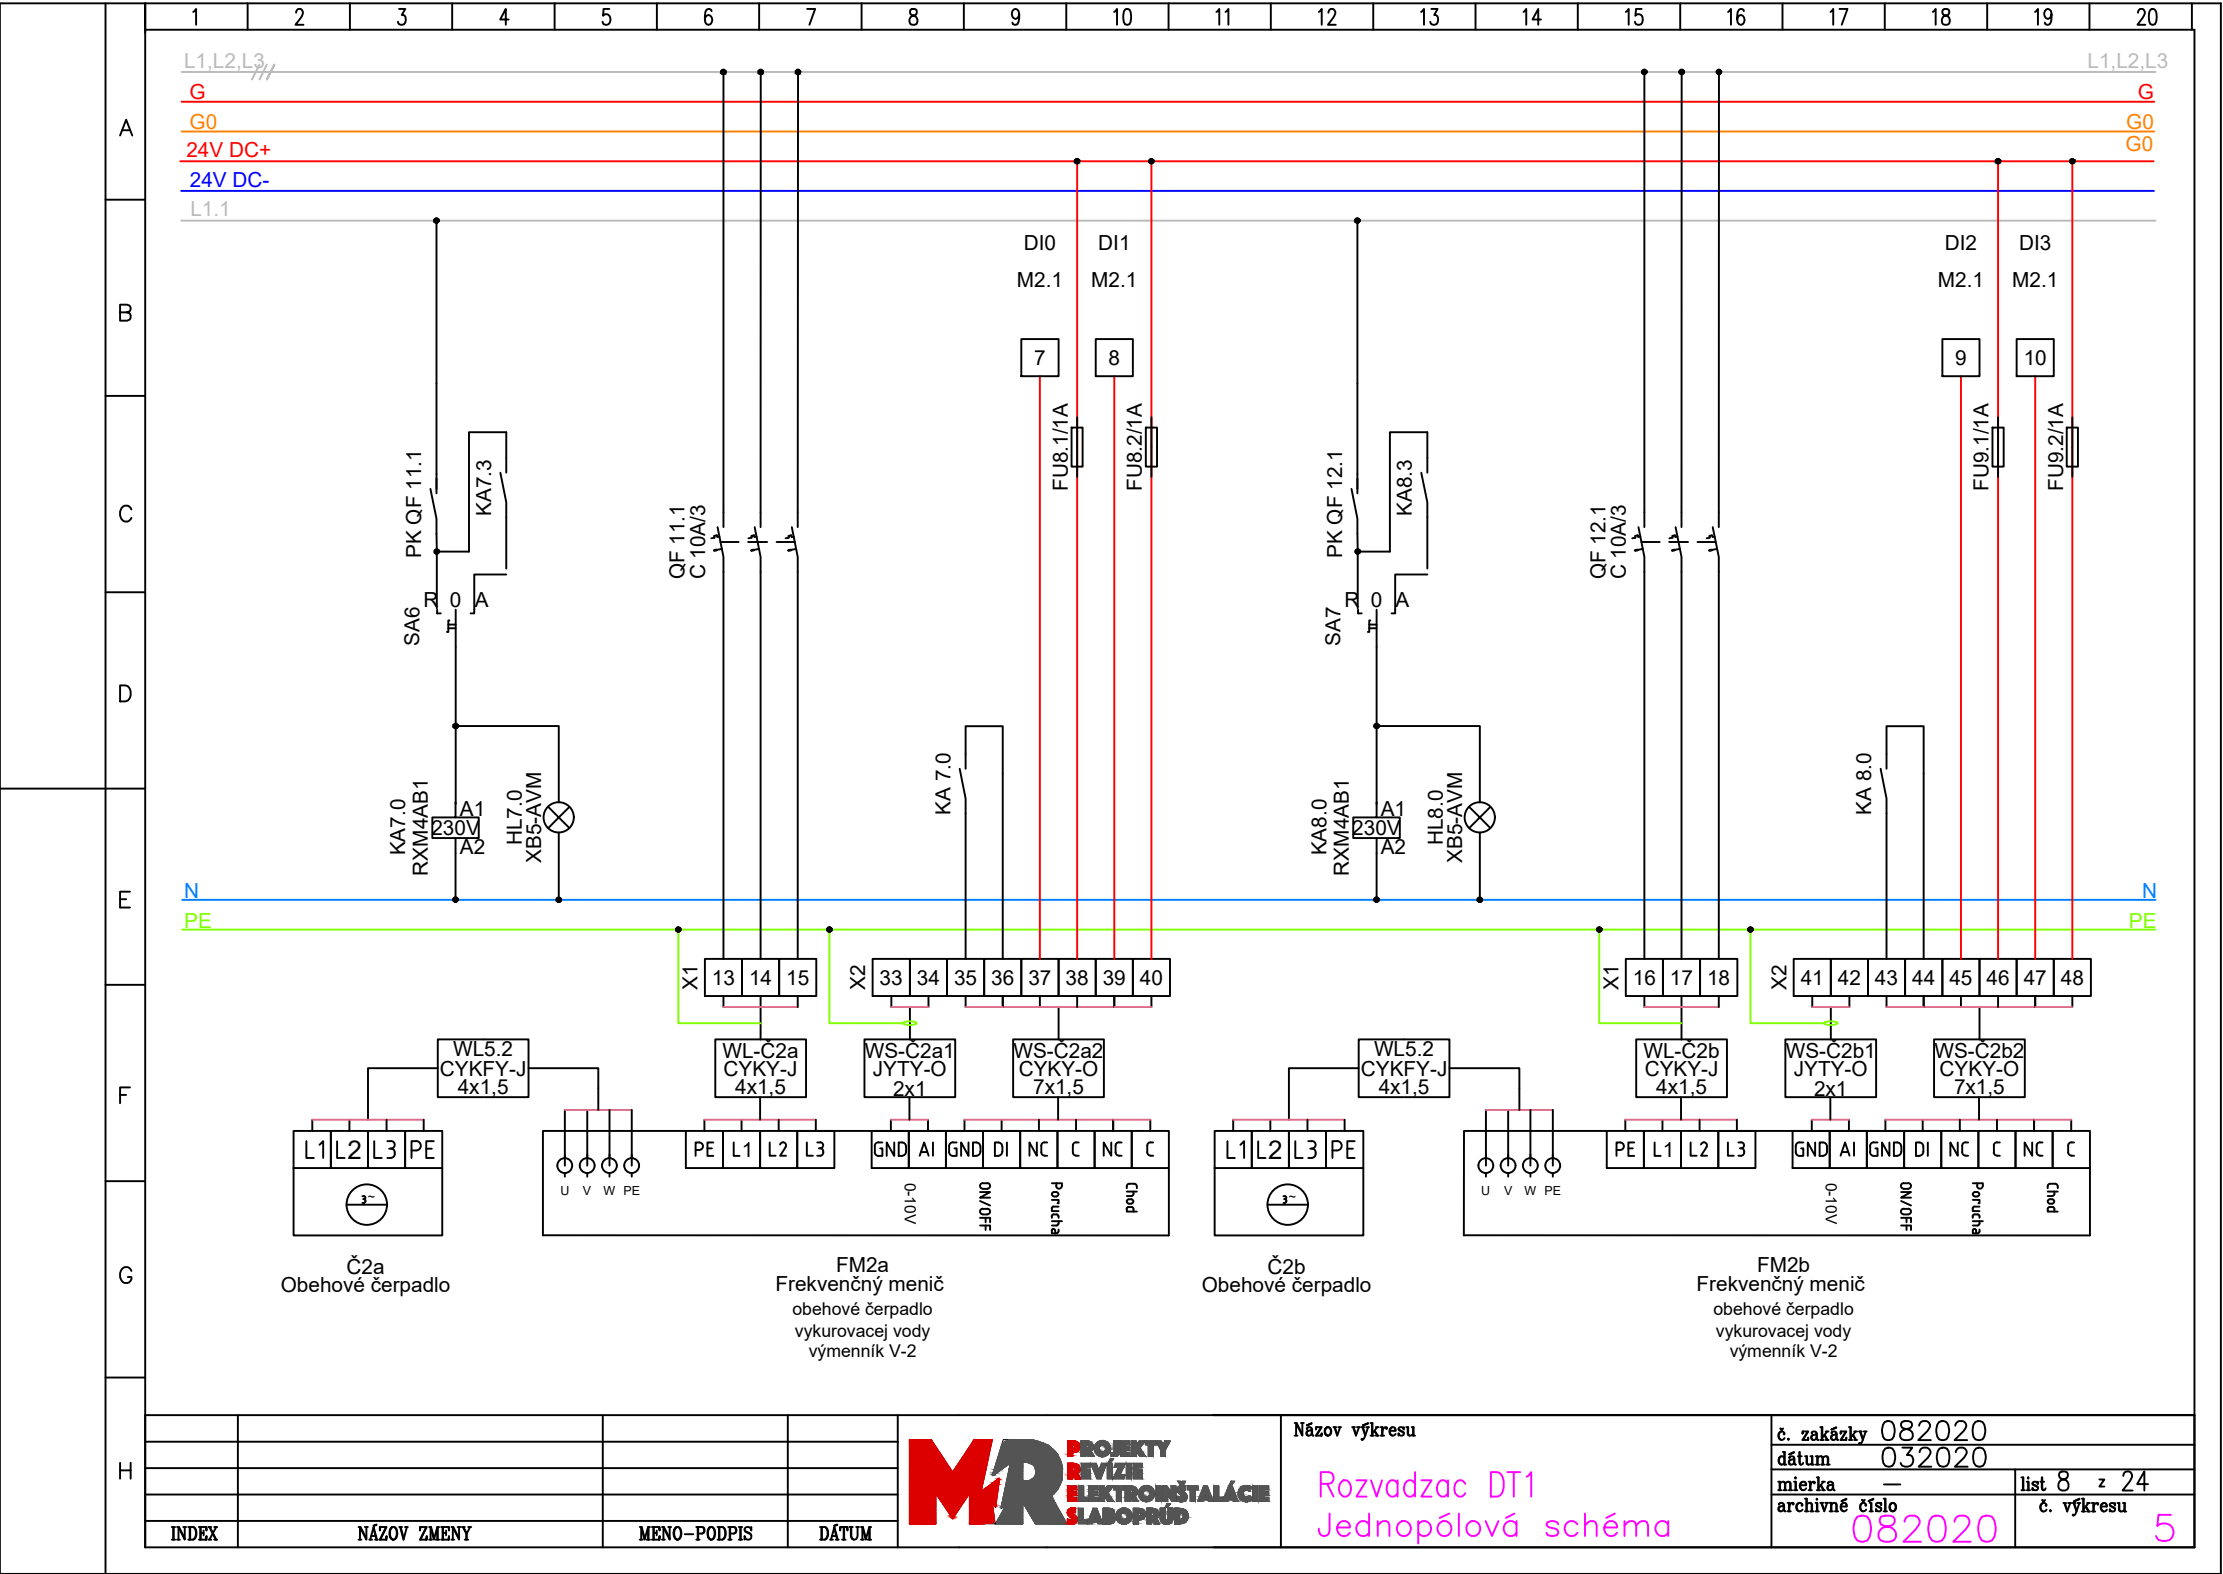 1 2 3 4 5 6 7 8 9 10 11 12 13 14 15 16 17 18 19 20
A
B
C
D
E
F
G
H
L1,L2,L3 L1,L2,L3
G G
G0 G0
24V DC+ G0
24V DC-
L1.1
DI0 DI1 DI2 DI3
M2.1 M2.1 M2.1 M2.1
7 8 9 10
PK QF 11.1
KA7.3
QF 11.1
C 10A/3
FU8.1/1A
FU8.2/1A
PK QF 12.1
KA8.3
QF 12.1
C 10A/3
FU9.1/1A
FU9.2/1A
SA6
R 0 A
SA7
R 0 A
KA7.0
RXM4AB1
A1
230V
A2
HL7.0
XB5-AVM
KA 7.0
KA8.0
RXM4AB1
A1
230V
A2
HL8.0
XB5-AVM
KA 8.0
N N
PE PE
X1 13 14 15 X2 33 34 35 36 37 38 39 40 X1 16 17 18 X2 41 42 43 44 45 46 47 48
WL5.2
CYKFY-J
4x1,5
WL-Č2a
CYKY-J
4x1,5
WS-Č2a1
JYTY-O
2x1
WS-Č2a2
CYKY-O
7x1,5
WL5.2
CYKFY-J
4x1,5
WL-Č2b
CYKY-J
4x1,5
WS-Č2b1
JYTY-O
2x1
WS-Č2b2
CYKY-O
7x1,5
L1 L2 L3 PE
3~
U V W PE
PE L1 L2 L3 GND AI GND DI NC C NC C
0-10V ON/OFF Porucha Chod
L1 L2 L3 PE
3~
U V W PE
PE L1 L2 L3 GND AI GND DI NC C NC C
0-10V ON/OFF Porucha Chod
Č2a
Obehové čerpadlo
FM2a
Frekvenčný menič
obehové čerpadlo
vykurovacej vody
výmenník V-2
Č2b
Obehové čerpadlo
FM2b
Frekvenčný menič
obehové čerpadlo
vykurovacej vody
výmenník V-2
INDEX NÁZOV ZMENY MENO-PODPIS DÁTUM
MR
PROJEKTY
REVÍZIE
ELEKTROINŠTALÁCIE
SLABOPRÚD
Názov výkresu
Rozvadzac DT1
Jednopólová schéma
č. zakázky 082020
dátum 032020
mierka – list 8 z 24
archivné číslo č. výkresu
082020 5